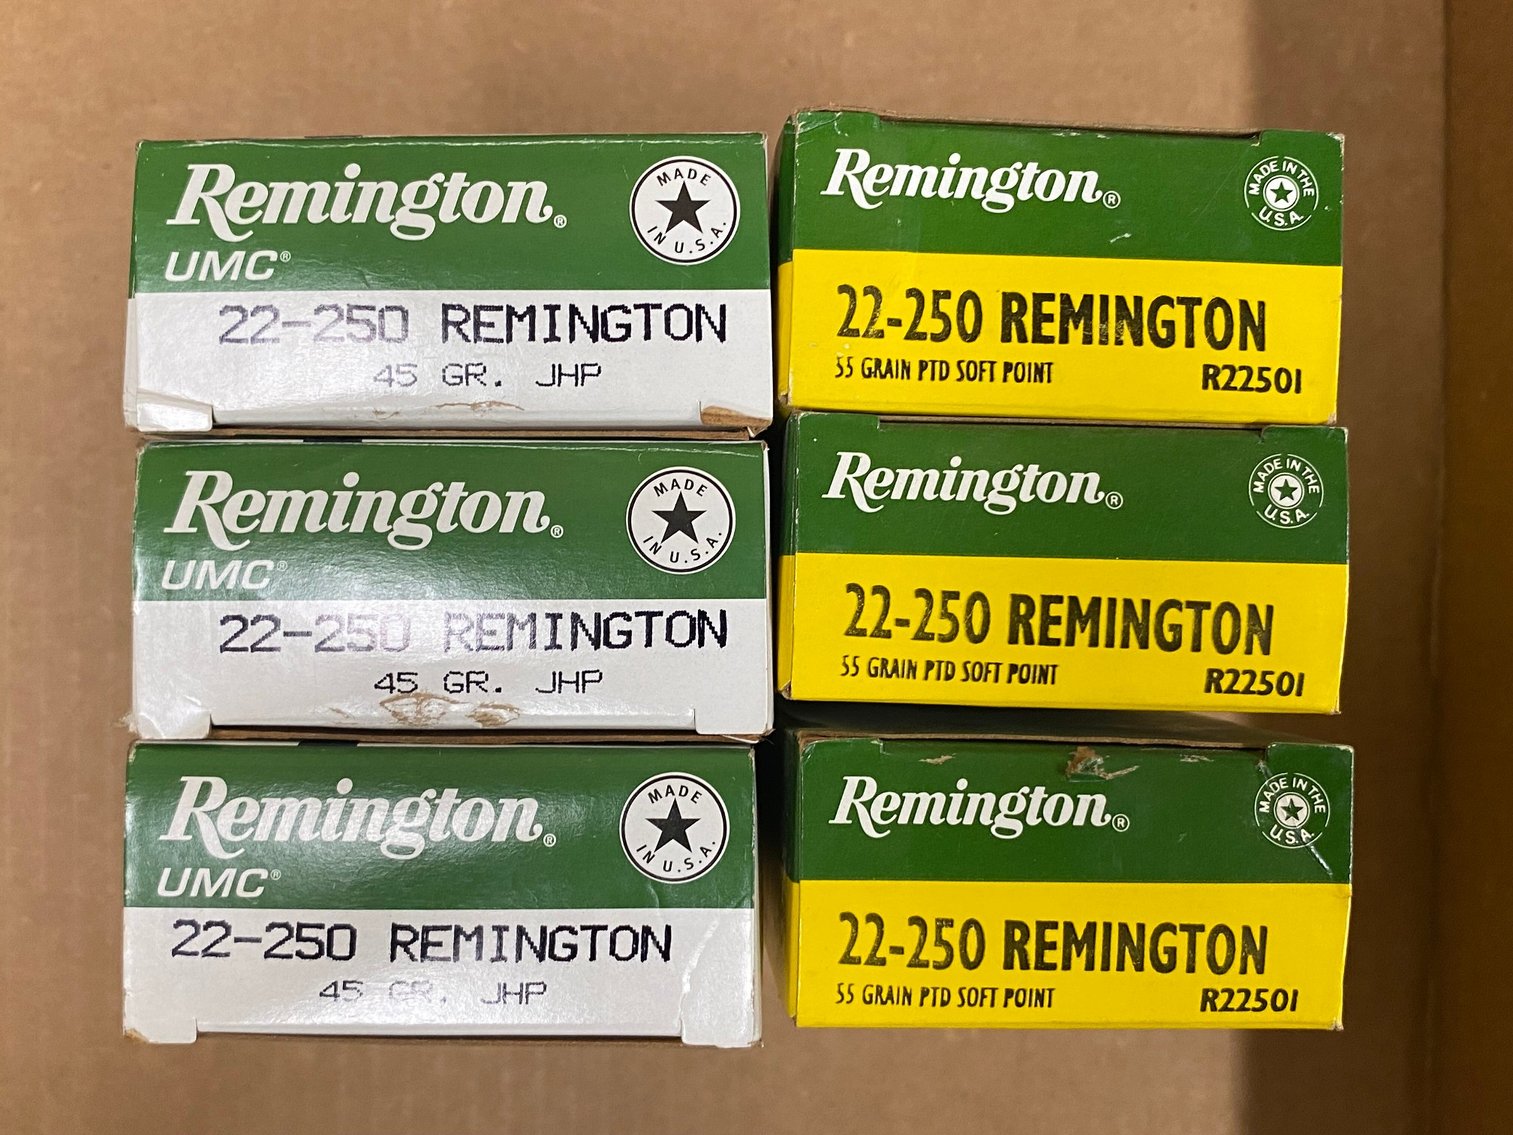 Remington®
UMC®
MADE IN U.S.A.
22-250 REMINGTON
45 GR. JHP
Remington®
UMC®
MADE IN U.S.A.
22-250 REMINGTON
45 GR. JHP
Remington®
UMC®
MADE IN U.S.A.
22-250 REMINGTON
45 GR. JHP
Remington®
MADE IN THE U.S.A.
22-250 REMINGTON
55 GRAIN PTD SOFT POINT R22501
Remington®
MADE IN THE U.S.A.
22-250 REMINGTON
55 GRAIN PTD SOFT POINT R22501
Remington®
MADE IN THE U.S.A.
22-250 REMINGTON
55 GRAIN PTD SOFT POINT R22501